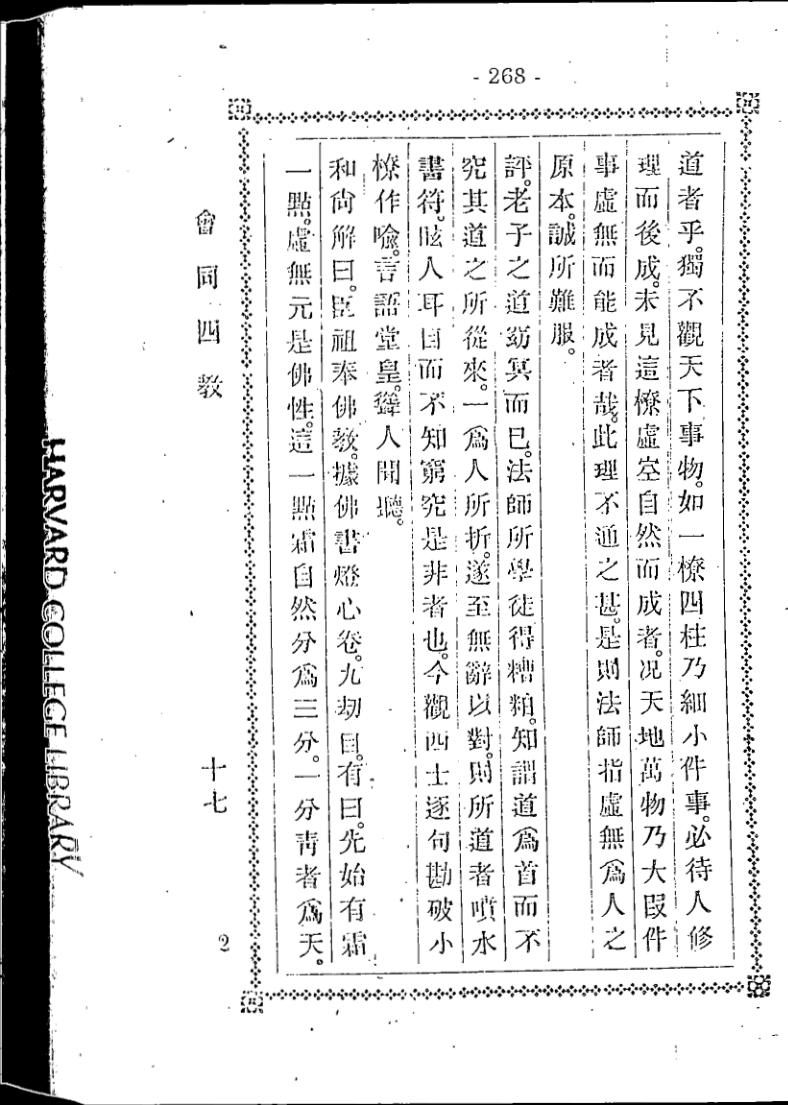 - 268 -
道者乎。獨不觀天下事物。如一橑四柱乃細小件事。必待人修
理而後成。未見這橑虛空自然而成者。况天地萬物乃大段件
事虛無而能成者哉。此理不通之甚。是則法師指虛無爲人之
原本。誠所難服。
評。老子之道窈冥而已。法師所學徒得糟粕。知謂道爲首而不
究其道之所從來。一爲人所折。遂至無辭以對。則所道者噴水
書符。眩人耳目而不知窮究是非者也。今觀西士逐句勘破小
橑作喩。言語堂皇。聳人聞聽。
和尙解曰。臣祖奉佛敎。據佛書燈心卷。九刼目。有曰。先始有霜
一點。虛無元是佛性。這一點霜自然分爲三分。一分靑者爲天。
會同四敎
十七
2
HARVARD COLLEGE LIBRARY